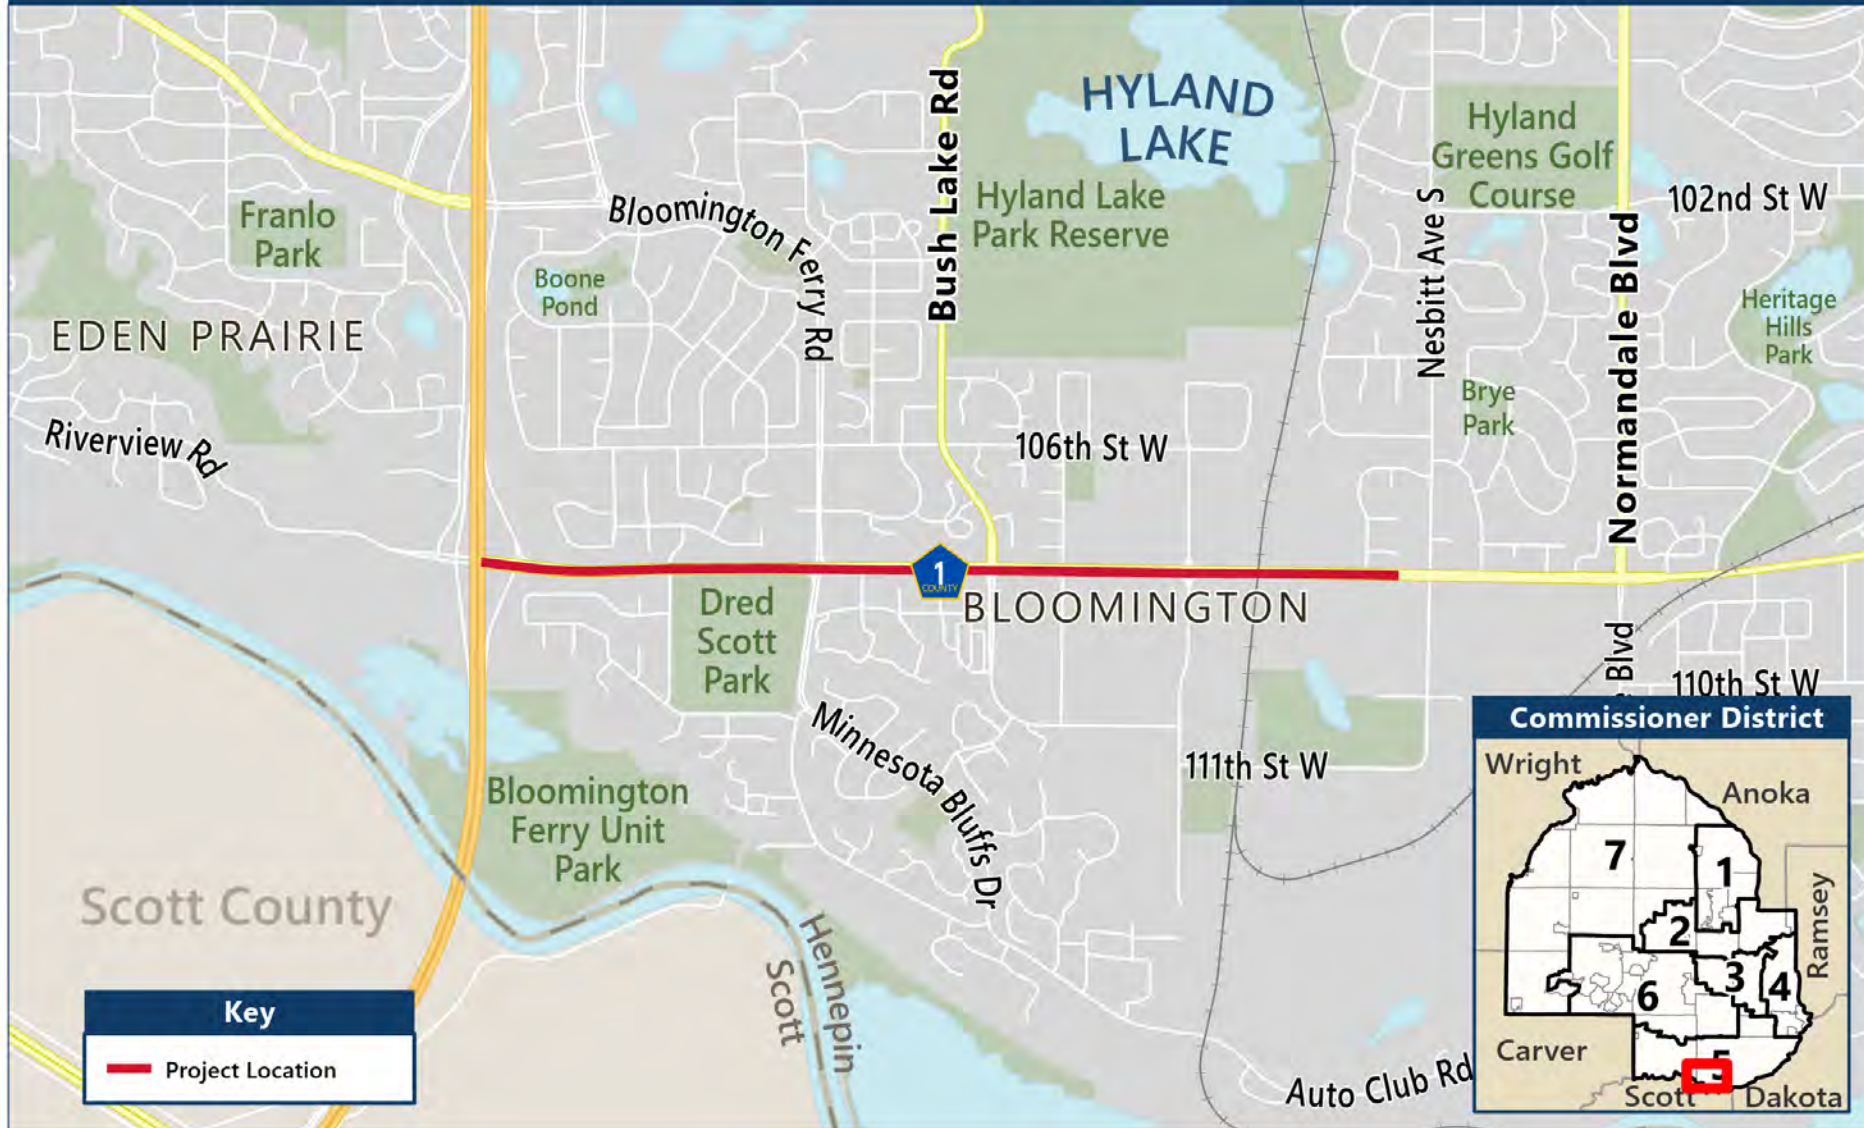 HYLAND
LAKE
Hyland
Greens Golf
Course
Bush Lake Rd
Franlo
Park
Bloomington Ferry Rd
Hyland Lake
Park Reserve
Nesbitt Ave S
102nd St W
Normandale Blvd
Boone
Pond
Heritage
Hills
Park
EDEN PRAIRIE
Brye
Park
Riverview Rd
106th St W
1
COUNTY
BLOOMINGTON
Dred
Scott
Park
Blvd
110th St W
Minnesota Bluffs Dr
111th St W
Bloomington
Ferry Unit
Park
Scott County
Hennepin
Scott
Auto Club Rd
Key
Project Location
Commissioner District
Wright
Anoka
7
1
2
Ramsey
3
4
6
Carver
5
Scott
Dakota